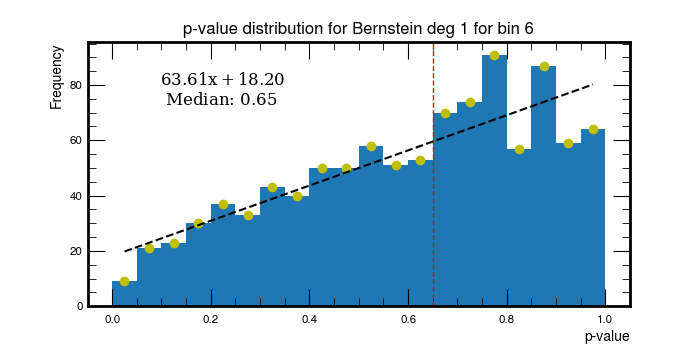 p-value distribution for Bernstein deg 1 for bin 6
Frequency
63.61x + 18.20
Median: 0.65
80
60
40
20
0
0.0 0.2 0.4 0.6 0.8 1.0
p-value